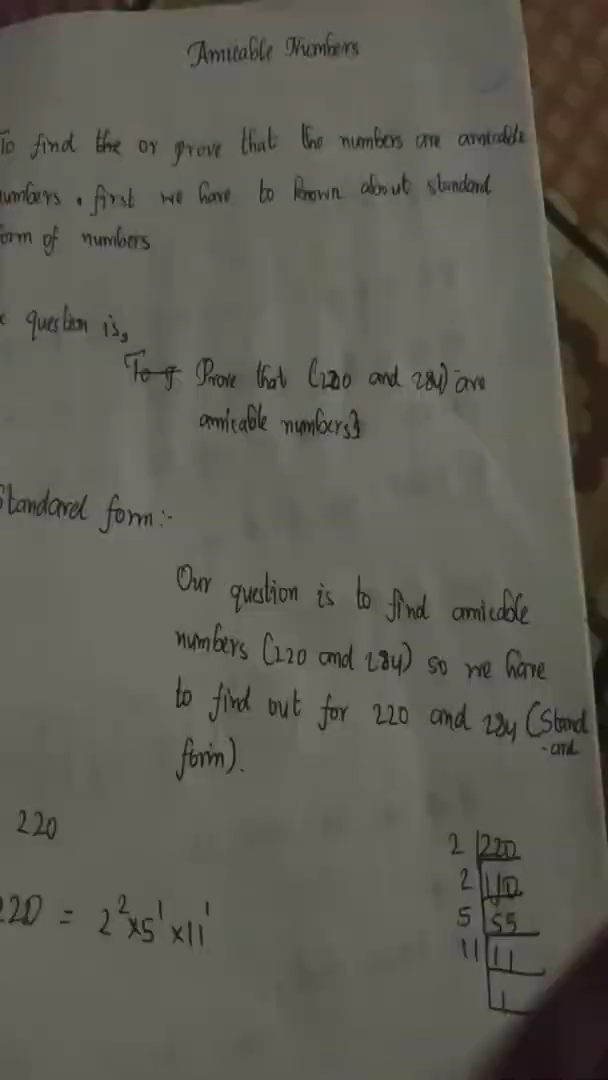 Amicable Numbers
To find the or prove that the numbers are amicable
umbers. first we have to known about standard
orm of numbers
question is,
To Prove that (220 and 284) are
amicable numbers}
Standard form:-
Our question is to find amicable
numbers (220 and 284) so we have
to find out for 220 and 284 (Stand
-ard
form).
220
220 = 2²×5¹×11¹
2 220
2 110
5 55
11 11
1